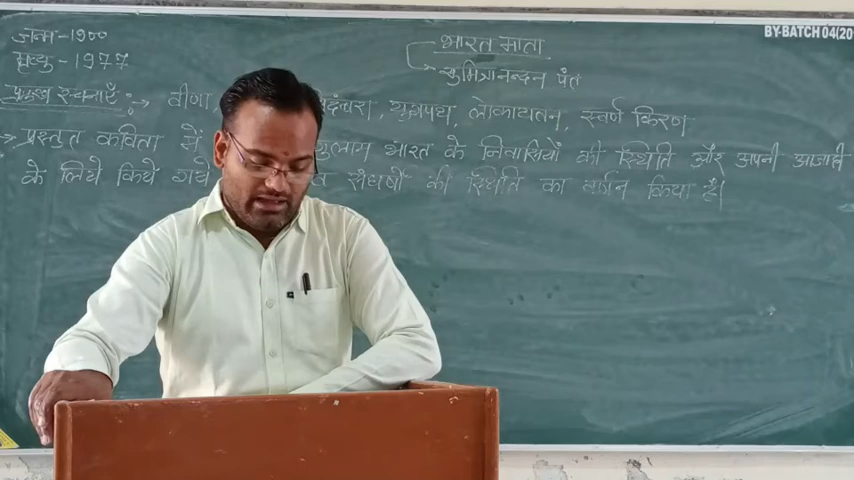 जन्म-1900
मृत्यु - 1977
भारत माता
सुमित्रानन्दन पंत
प्रमुख रचनाएँ :→ वीणा , युगपथ, लोकायतन, स्वर्ण किरण
→ प्रस्तुत कविता में गुलाम भारत के निवासियों की स्थिति और अपनी आजादी
के लिये किये गये संघर्षों की स्थिति का वर्णन किया है।
BY-BATCH 04(20